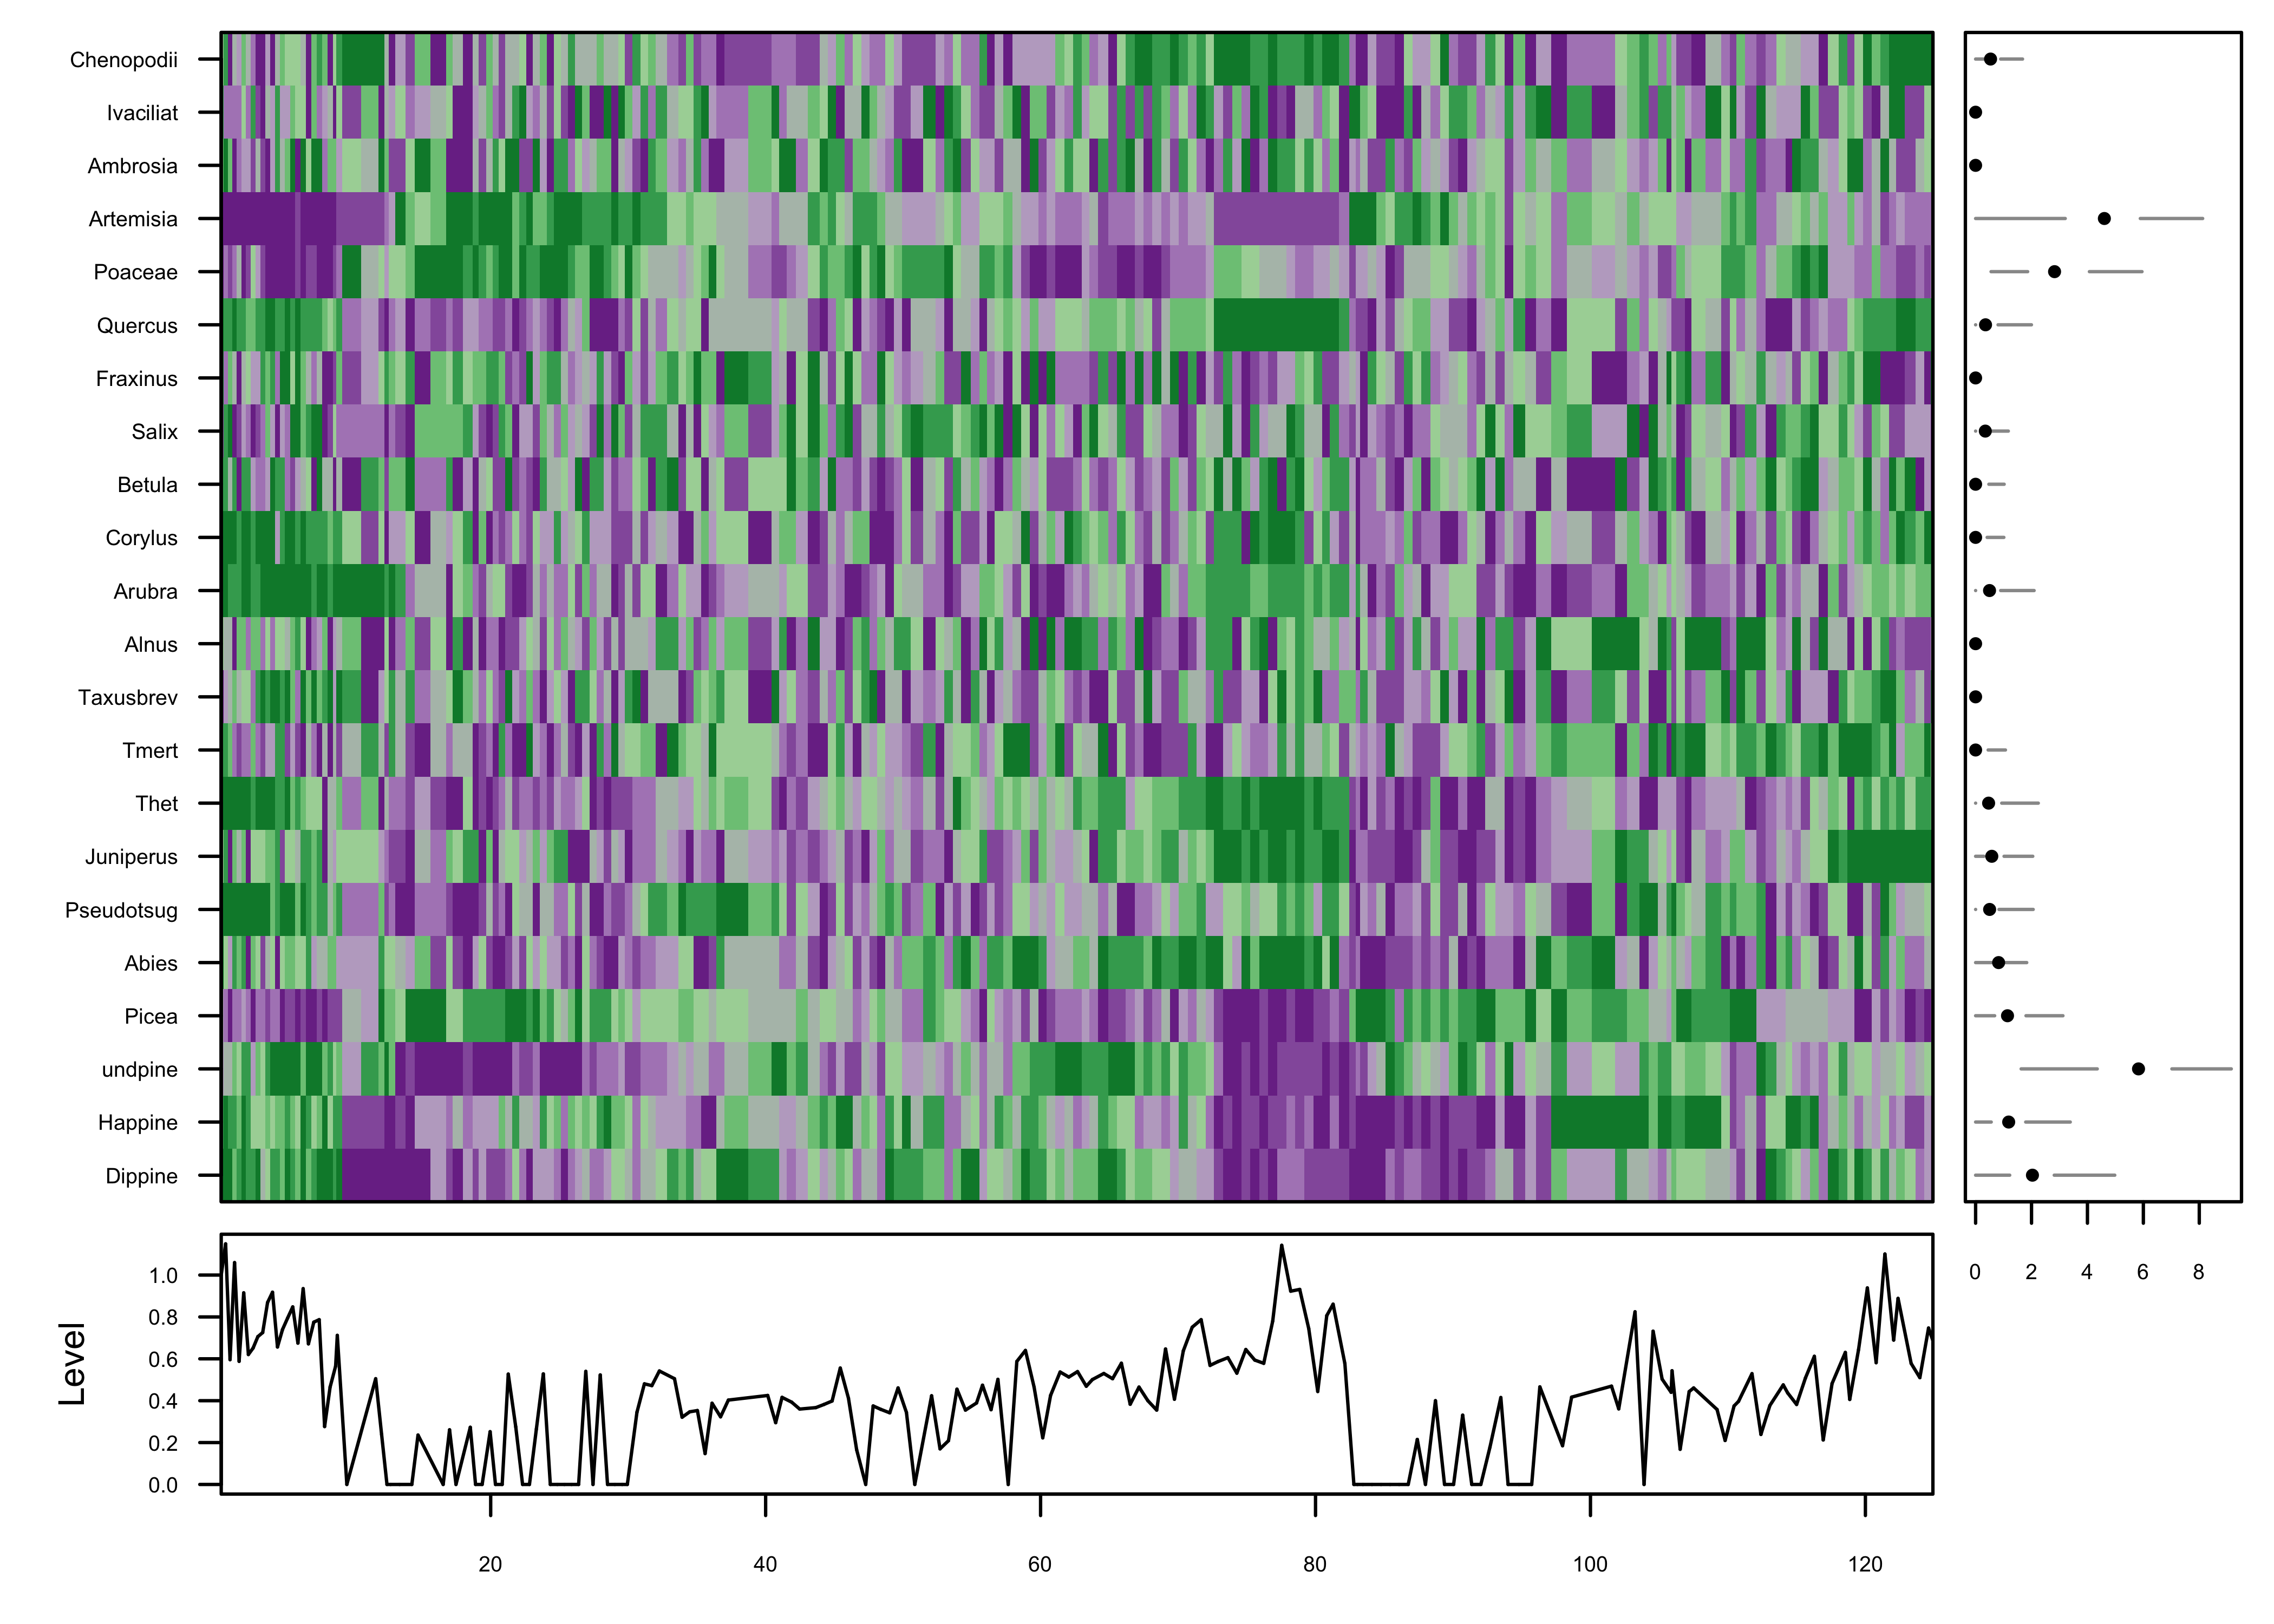 Chenopodii
Ivaciliat
Ambrosia
Artemisia
Poaceae
Quercus
Fraxinus
Salix
Betula
Corylus
Arubra
Alnus
Taxusbrev
Tmert
Thet
Juniperus
Pseudotsug
Abies
Picea
undpine
Happine
Dippine
0 2 4 6 8
Level
1.0
0.8
0.6
0.4
0.2
0.0
20 40 60 80 100 120